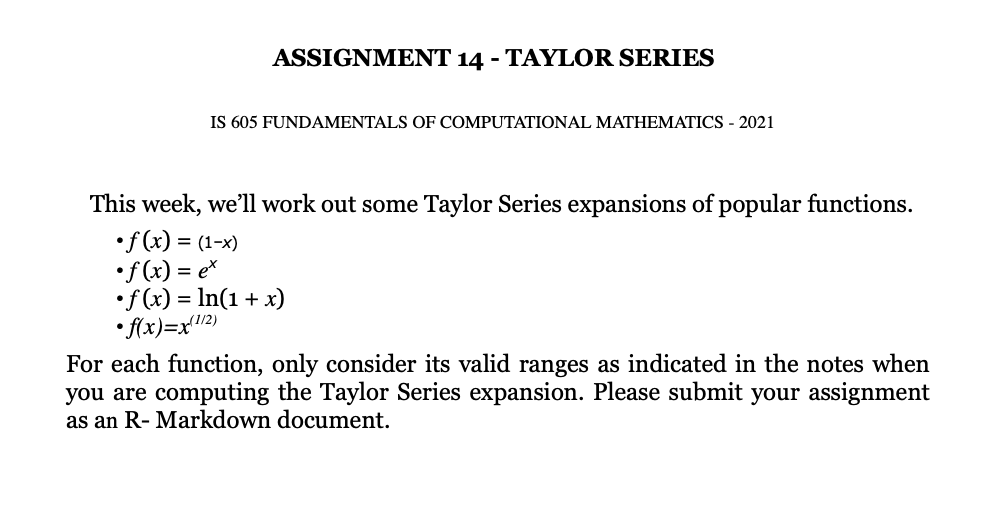 ASSIGNMENT 14 - TAYLOR SERIES
IS 605 FUNDAMENTALS OF COMPUTATIONAL MATHEMATICS - 2021
This week, we’ll work out some Taylor Series expansions of popular functions.
• f (x) = (1−x)
• f (x) = eˣ
• f (x) = ln(1 + x)
• f(x)=x^(1/2)
For each function, only consider its valid ranges as indicated in the notes when
you are computing the Taylor Series expansion. Please submit your assignment
as an R- Markdown document.